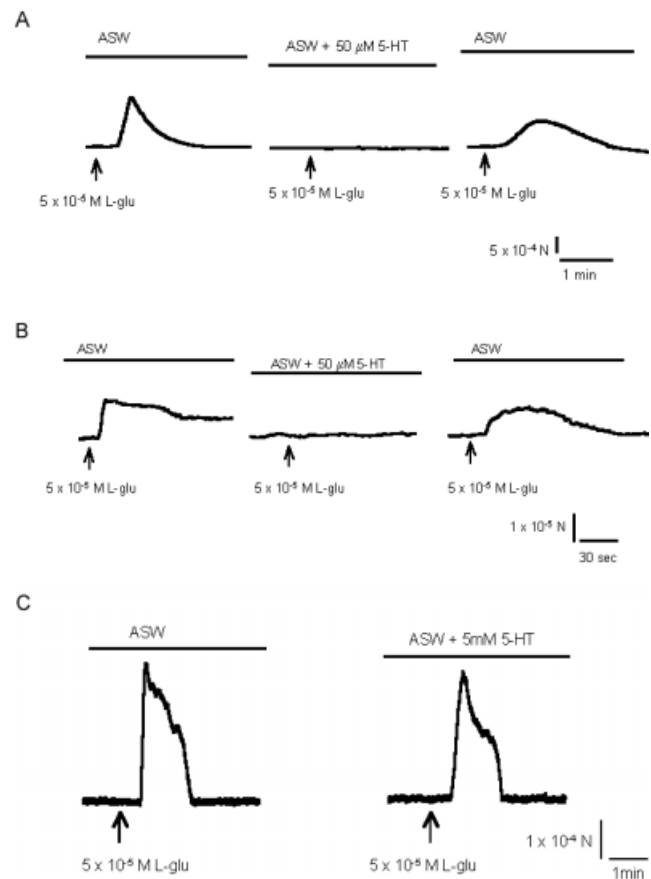 A
ASW
ASW + 50 μM 5-HT
ASW
5 x 10⁻⁵ M L-glu
5 x 10⁻⁵ M L-glu
5 x 10⁻⁵ M L-glu
5 x 10⁻⁴ N
1 min
B
ASW
ASW + 50 μM 5-HT
ASW
5 x 10⁻⁵ M L-glu
5 x 10⁻⁵ M L-glu
5 x 10⁻⁵ M L-glu
1 x 10⁻⁵ N
30 sec
C
ASW
ASW + 5mM 5-HT
5 x 10⁻⁵ M L-glu
5 x 10⁻⁵ M L-glu
1 x 10⁻⁴ N
1min